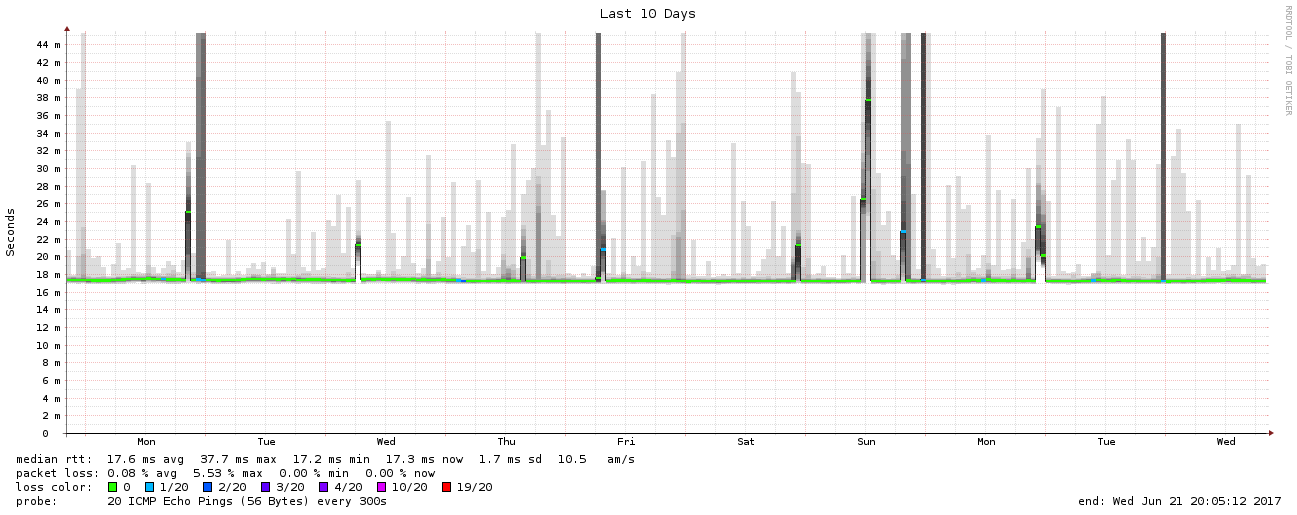 Last 10 Days
RRDTOOL / TOBI OETIKER
Seconds
44 m
42 m
40 m
38 m
36 m
34 m
32 m
30 m
28 m
26 m
24 m
22 m
20 m
18 m
16 m
14 m
12 m
10 m
8 m
6 m
4 m
2 m
0
Mon Tue Wed Thu Fri Sat Sun Mon Tue Wed
median rtt: 17.6 ms avg 37.7 ms max 17.2 ms min 17.3 ms now 1.7 ms sd 10.5 am/s
packet loss: 0.08 % avg 5.53 % max 0.00 % min 0.00 % now
loss color: 0 1/20 2/20 3/20 4/20 10/20 19/20
probe: 20 ICMP Echo Pings (56 Bytes) every 300s end: Wed Jun 21 20:05:12 2017